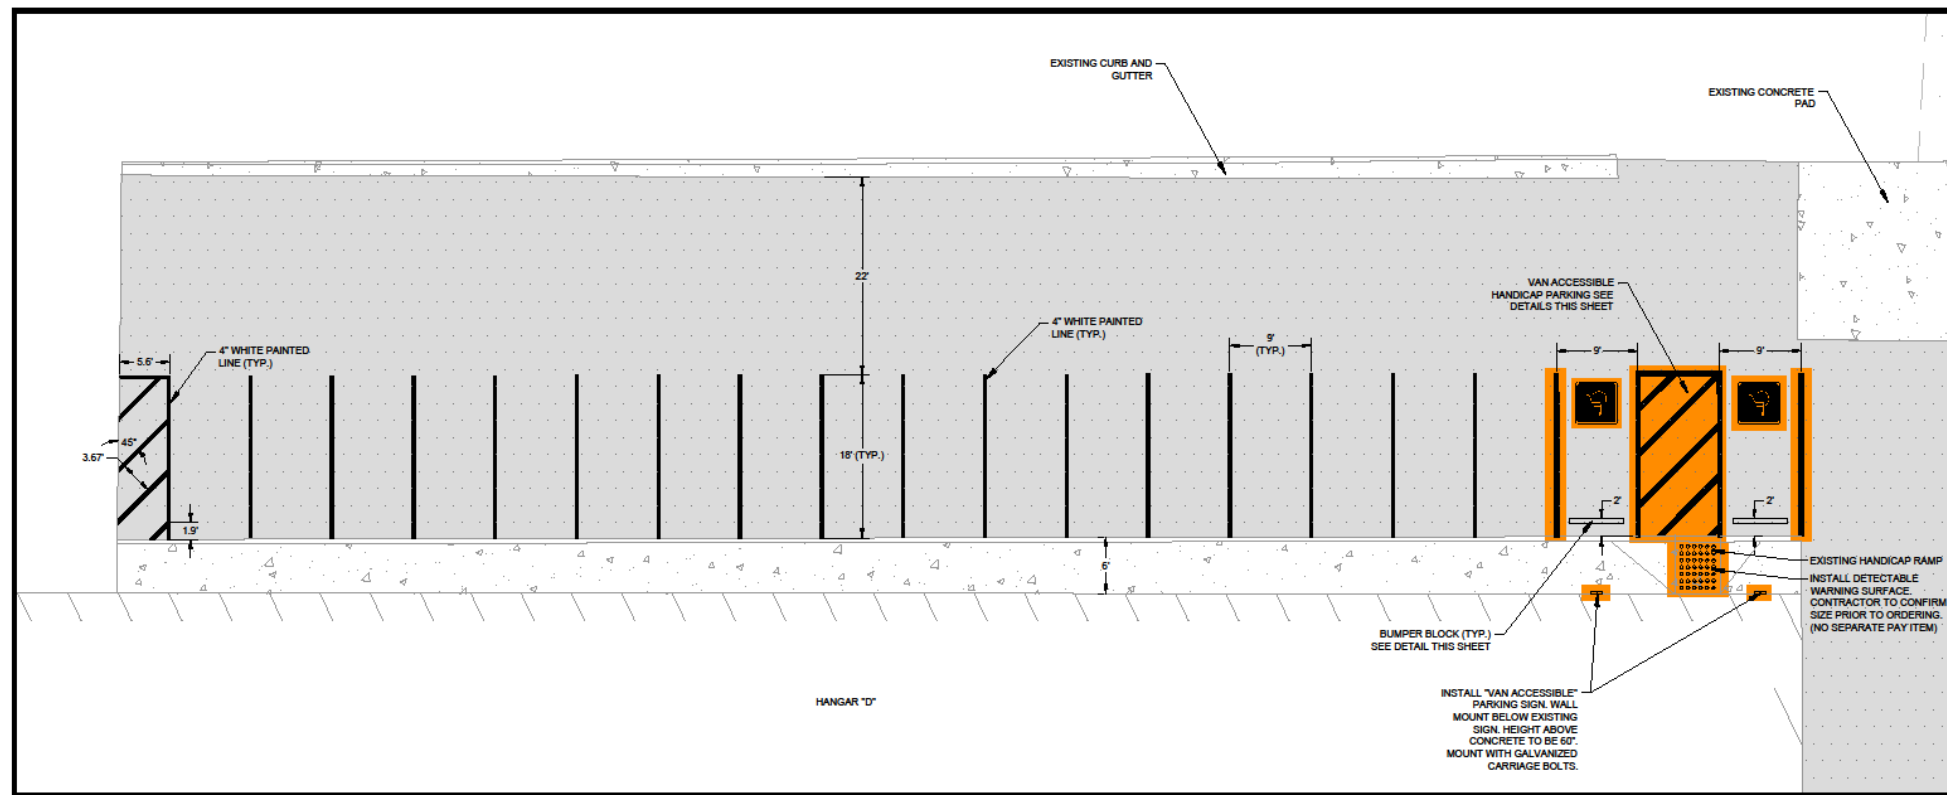 EXISTING CURB AND
GUTTER
EXISTING CONCRETE
PAD
22'
VAN ACCESSIBLE
HANDICAP PARKING SEE
DETAILS THIS SHEET
4" WHITE PAINTED
LINE (TYP.)
9'
(TYP.)
4" WHITE PAINTED
LINE (TYP.)
5.6'
9'
9'
45°
3.67'
18' (TYP.)
1.9'
2'
2'
6'
EXISTING HANDICAP RAMP
INSTALL DETECTABLE
WARNING SURFACE.
CONTRACTOR TO CONFIRM
SIZE PRIOR TO ORDERING.
(NO SEPARATE PAY ITEM)
BUMPER BLOCK (TYP.)
SEE DETAIL THIS SHEET
HANGAR "D"
INSTALL "VAN ACCESSIBLE"
PARKING SIGN. WALL
MOUNT BELOW EXISTING
SIGN. HEIGHT ABOVE
CONCRETE TO BE 60".
MOUNT WITH GALVANIZED
CARRIAGE BOLTS.